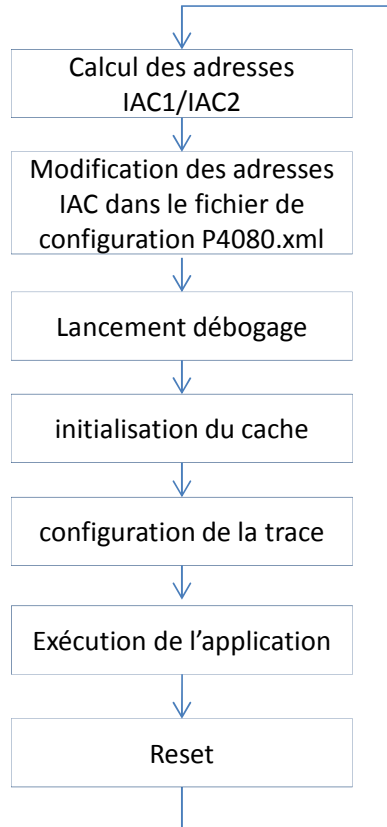 Calcul des adresses
IAC1/IAC2
Modification des adresses
IAC dans le fichier de
configuration P4080.xml
Lancement débogage
initialisation du cache
configuration de la trace
Exécution de l’application
Reset